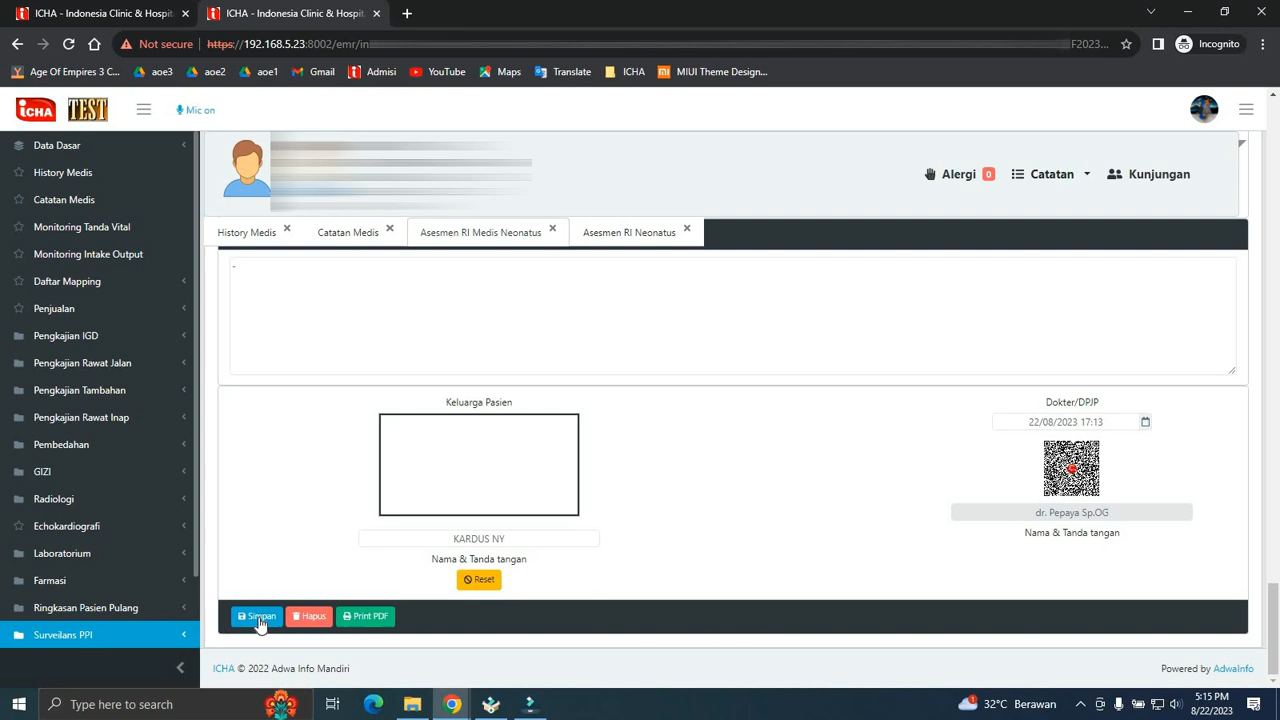 ICHA - Indonesia Clinic & Hospit
ICHA - Indonesia Clinic & Hospit
Not secure https://192.168.5.23:8002/emr/in F2023... Incognito
Age Of Empires 3 C... aoe3 aoe2 aoe1 Gmail Admisi YouTube Maps Translate ICHA MIUI Theme Design...
iCHA TEST Mic on
Data Dasar
History Medis
Catatan Medis
Monitoring Tanda Vital
Monitoring Intake Output
Daftar Mapping
Penjualan
Pengkajian IGD
Pengkajian Rawat Jalan
Pengkajian Tambahan
Pengkajian Rawat Inap
Pembedahan
GIZI
Radiologi
Echokardiografi
Laboratorium
Farmasi
Ringkasan Pasien Pulang
Surveilans PPI
Alergi 0 Catatan Kunjungan
History Medis Catatan Medis Asesmen RI Medis Neonatus Asesmen RI Neonatus
-
Keluarga Pasien
KARDUS NY
Nama & Tanda tangan
Reset
Dokter/DPJP
22/08/2023 17:13
dr. Pepaya Sp.OG
Nama & Tanda tangan
Simpan Hapus Print PDF
ICHA © 2022 Adwa Info Mandiri
Powered by AdwaInfo
Type here to search
32°C Berawan
5:15 PM
8/22/2023